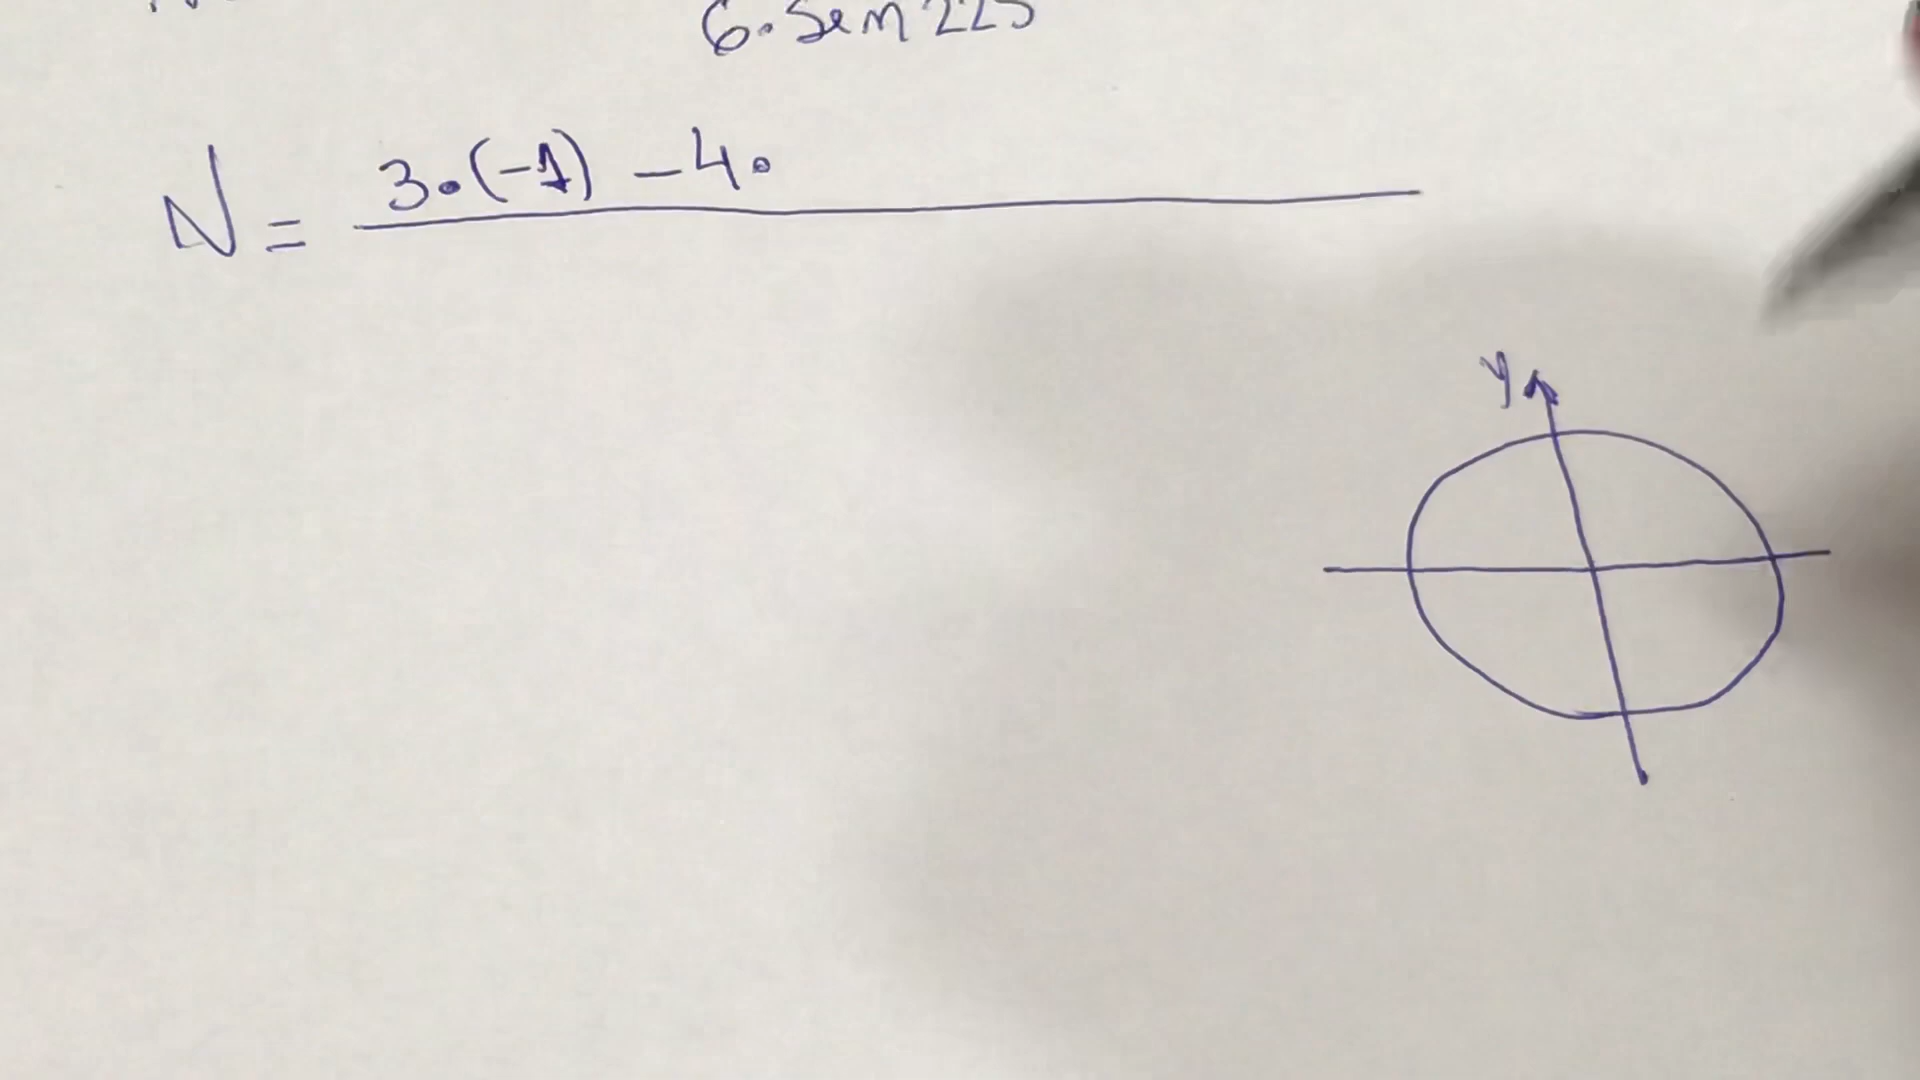 6. Sen 225
N = 3•(-1) - 4•
y